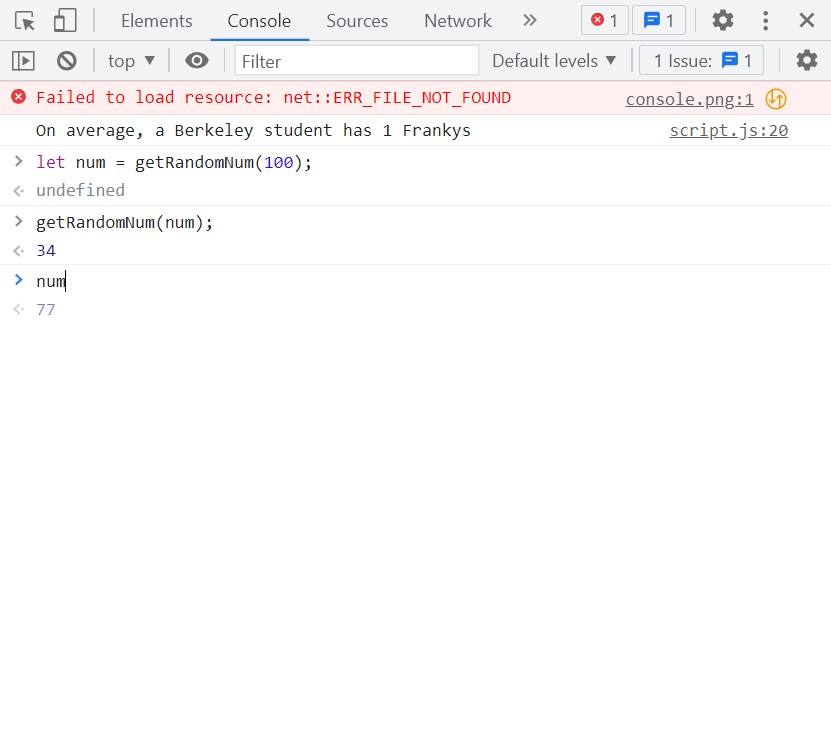 Elements Console Sources Network 1 1
top Filter Default levels 1 Issue: 1
Failed to load resource: net::ERR_FILE_NOT_FOUND console.png:1
On average, a Berkeley student has 1 Frankys script.js:20
let num = getRandomNum(100);
undefined
getRandomNum(num);
34
num
77